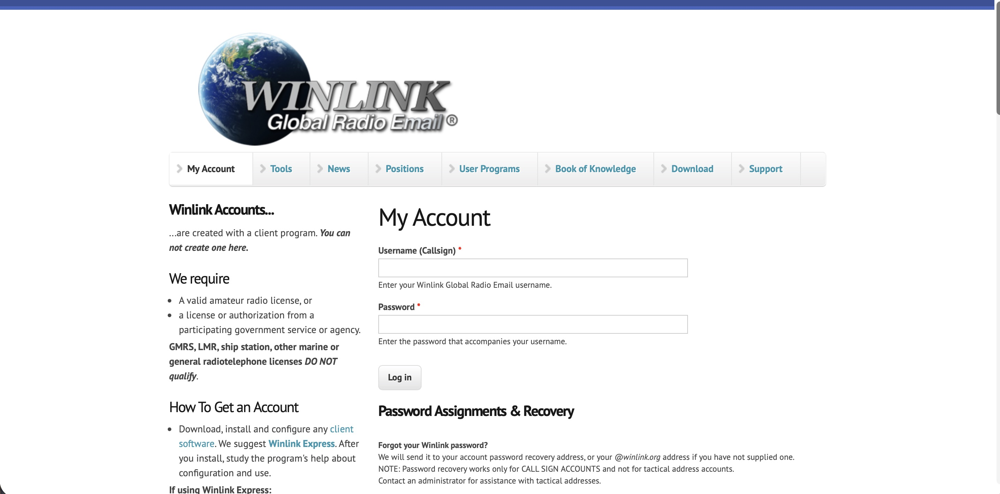 WINLINK
Global Radio Email®
My Account
Tools
News
Positions
User Programs
Book of Knowledge
Download
Support
Winlink Accounts...
...are created with a client program. You can
not create one here.
We require
A valid amateur radio license, or
a license or authorization from a
participating government service or agency.
GMRS, LMR, ship station, other marine or
general radiotelephone licenses DO NOT
qualify.
How To Get an Account
Download, install and configure any client
software. We suggest Winlink Express. After
you install, study the program's help about
configuration and use.
If using Winlink Express:
My Account
Username (Callsign) *
Enter your Winlink Global Radio Email username.
Password *
Enter the password that accompanies your username.
Log in
Password Assignments & Recovery
Forgot your Winlink password?
We will send it to your account password recovery address, or your @winlink.org address if you have not supplied one.
NOTE: Password recovery works only for CALL SIGN ACCOUNTS and not for tactical address accounts.
Contact an administrator for assistance with tactical addresses.